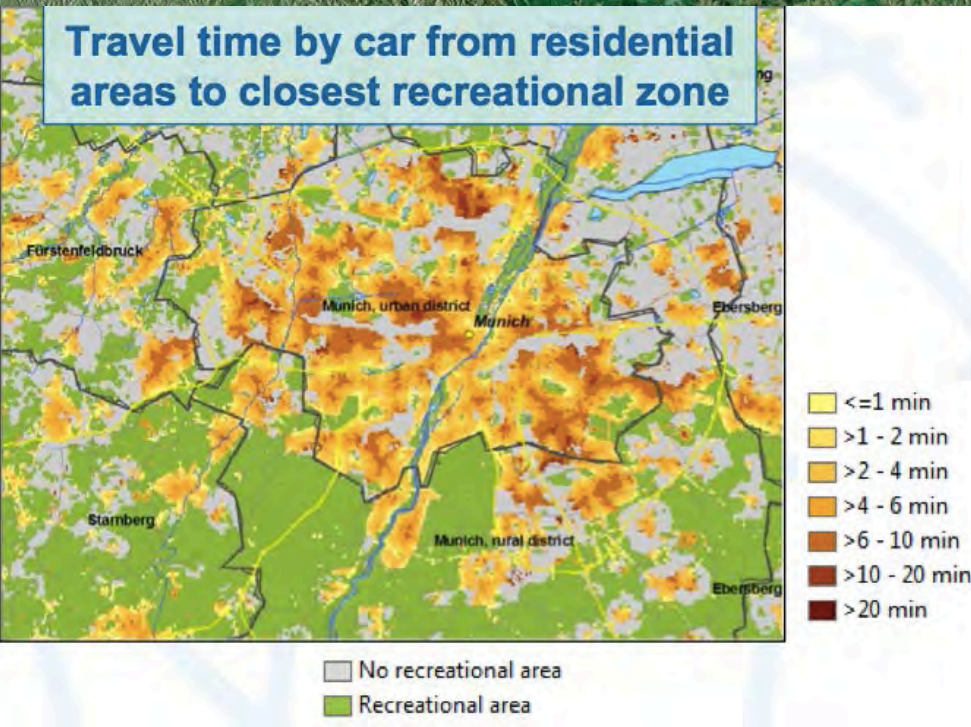 Travel time by car from residential
areas to closest recreational zone
ng
Fürstenfeldbruck
Munich, urban district
Munich
Ebersberg
<=1 min
>1 - 2 min
>2 - 4 min
>4 - 6 min
>6 - 10 min
>10 - 20 min
>20 min
Starnberg
Munich, rural district
Ebersberg
No recreational area
Recreational area